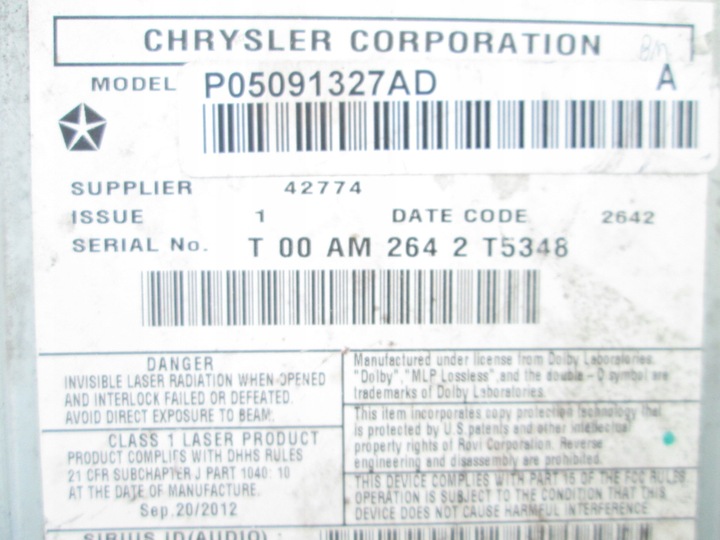 CHRYSLER CORPORATION
MODEL P05091327AD A
SUPPLIER 42774
ISSUE 1 DATE CODE 2642
SERIAL No. T 00 AM 264 2 T5348
DANGER
INVISIBLE LASER RADIATION WHEN OPENED
AND INTERLOCK FAILED OR DEFEATED.
AVOID DIRECT EXPOSURE TO BEAM.
CLASS 1 LASER PRODUCT
PRODUCT COMPLIES WITH DHHS RULES
21 CFR SUBCHAPTER J PART 1040: 10
AT THE DATE OF MANUFACTURE.
Sep.20/2012
Manufactured under license from Dolby Laboratories.
"Dolby","MLP Lossless",and the double-D symbol are
trademarks of Dolby Laboratories.
This item incorporates copy protection technology that
is protected by U.S.patents and other intellectual
property rights of Rovi Corporation. Reverse
engineering and disassembly are prohibited.
THIS DEVICE COMPLIES WITH PART 15 OF THE FCC RULES
OPERATION IS SUBJECT TO THE CONDITION THAT THIS
DEVICE DOES NOT CAUSE HARMFUL INTERFERENCE
SIRIUS ID(AUDIO) :